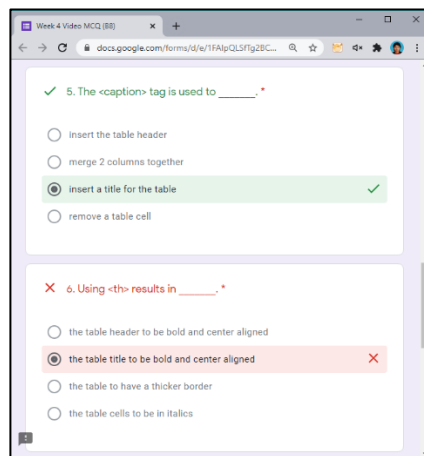 Week 4 Video MCQ (B8)
docs.google.com/forms/d/e/1FAIpQLSfTg2BC...
5. The <caption> tag is used to ______. *
insert the table header
merge 2 columns together
insert a title for the table
remove a table cell
6. Using <th> results in ______. *
the table header to be bold and center aligned
the table title to be bold and center aligned
the table to have a thicker border
the table cells to be in italics